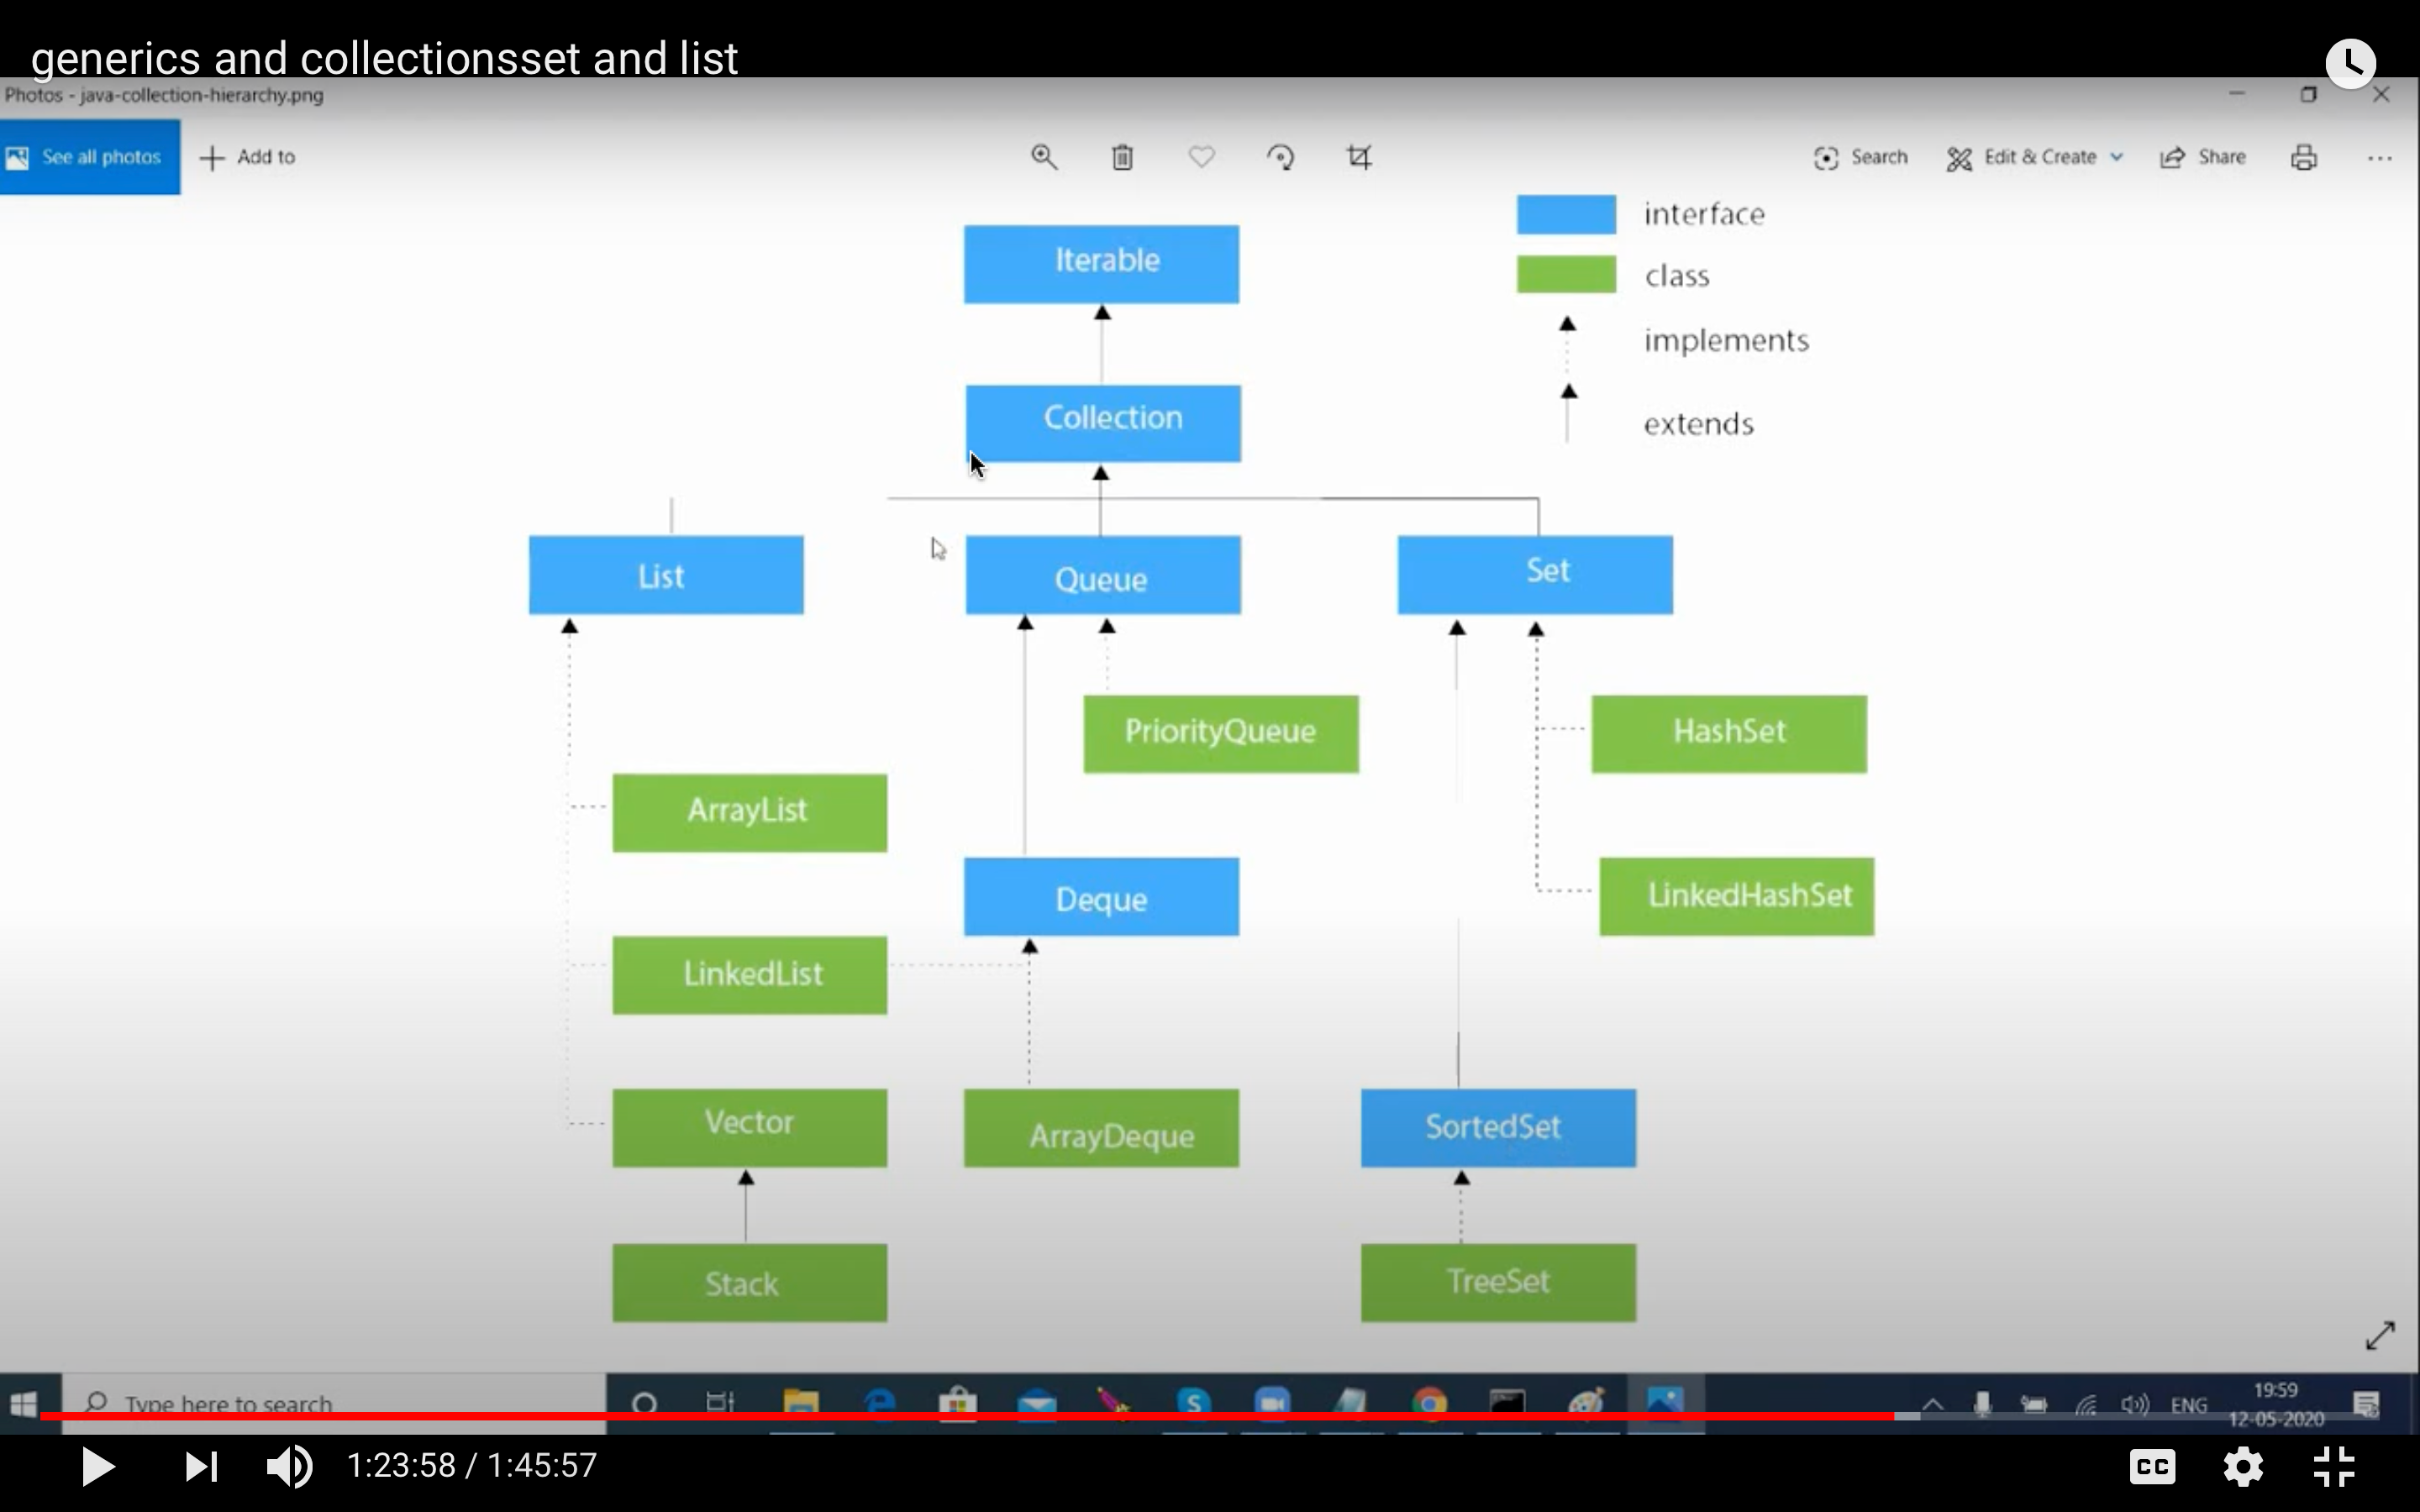 generics and collectionsset and list
Photos - java-collection-hierarchy.png
See all photos
Add to
Search
Edit & Create
Share
interface
Iterable
class
implements
Collection
extends
List
Queue
Set
PriorityQueue
HashSet
ArrayList
Deque
LinkedHashSet
LinkedList
Vector
ArrayDeque
SortedSet
Stack
TreeSet
Type here to search
ENG
19:59
12-05-2020
1:23:58 / 1:45:57
CC